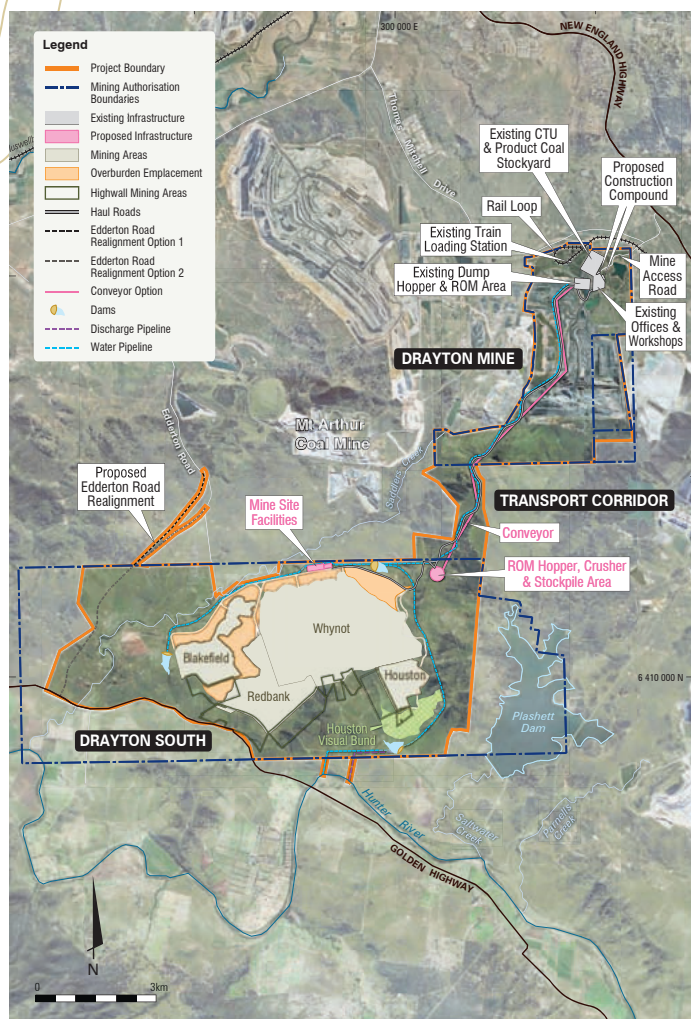 300 000 E
NEW ENGLAND
HIGHWAY
Legend
Project Boundary
Mining Authorisation
Boundaries
Existing Infrastructure
Proposed Infrastructure
Mining Areas
Overburden Emplacement
Highwall Mining Areas
Haul Roads
Edderton Road
Realignment Option 1
Edderton Road
Realignment Option 2
Conveyor Option
Dams
Discharge Pipeline
Water Pipeline
Thomas Mitchell Drive
Existing CTU
& Product Coal
Stockyard
Proposed
Construction
Compound
Rail Loop
Existing Train
Loading Station
Existing Dump
Hopper & ROM Area
Mine
Access
Road
Existing
Offices &
Workshops
DRAYTON MINE
Edderton Road
Mt Arthur
Coal Mine
Saddlers Creek
Proposed
Edderton Road
Realignment
Mine Site
Facilities
TRANSPORT CORRIDOR
Conveyor
ROM Hopper, Crusher
& Stockpile Area
Whynot
Blakefield
Redbank
Houston
6 410 000 N
Plashett
Dam
Houston
Visual Bund
DRAYTON SOUTH
Hunter River
Saltwater
Creek
Creek
GOLDEN HIGHWAY
N
0
3km